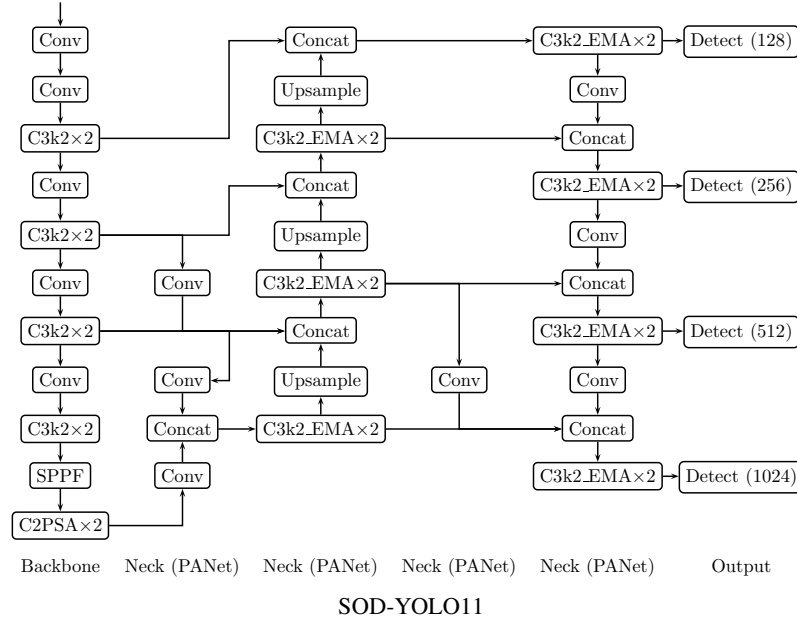 Conv
Concat
C3k2_EMA×2
Detect (128)
Conv
Upsample
Conv
C3k2×2
C3k2_EMA×2
Concat
Conv
Concat
C3k2_EMA×2
Detect (256)
C3k2×2
Upsample
Conv
Conv
Conv
C3k2_EMA×2
Concat
C3k2×2
Concat
C3k2_EMA×2
Detect (512)
Conv
Conv
Upsample
Conv
Conv
C3k2×2
Concat
C3k2_EMA×2
Concat
SPPF
Conv
C3k2_EMA×2
Detect (1024)
C2PSA×2
Backbone
Neck (PANet)
Neck (PANet)
Neck (PANet)
Neck (PANet)
Output
SOD-YOLO11